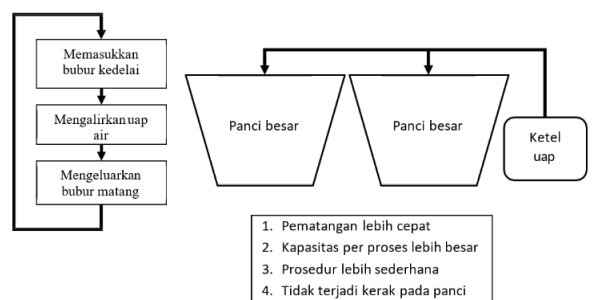 Memasukkan
bubur kedelai
Mengalirkan uap
air
Mengeluarkan
bubur matang
Panci besar
Panci besar
Ketel
uap
1. Pematangan lebih cepat
2. Kapasitas per proses lebih besar
3. Prosedur lebih sederhana
4. Tidak terjadi kerak pada panci